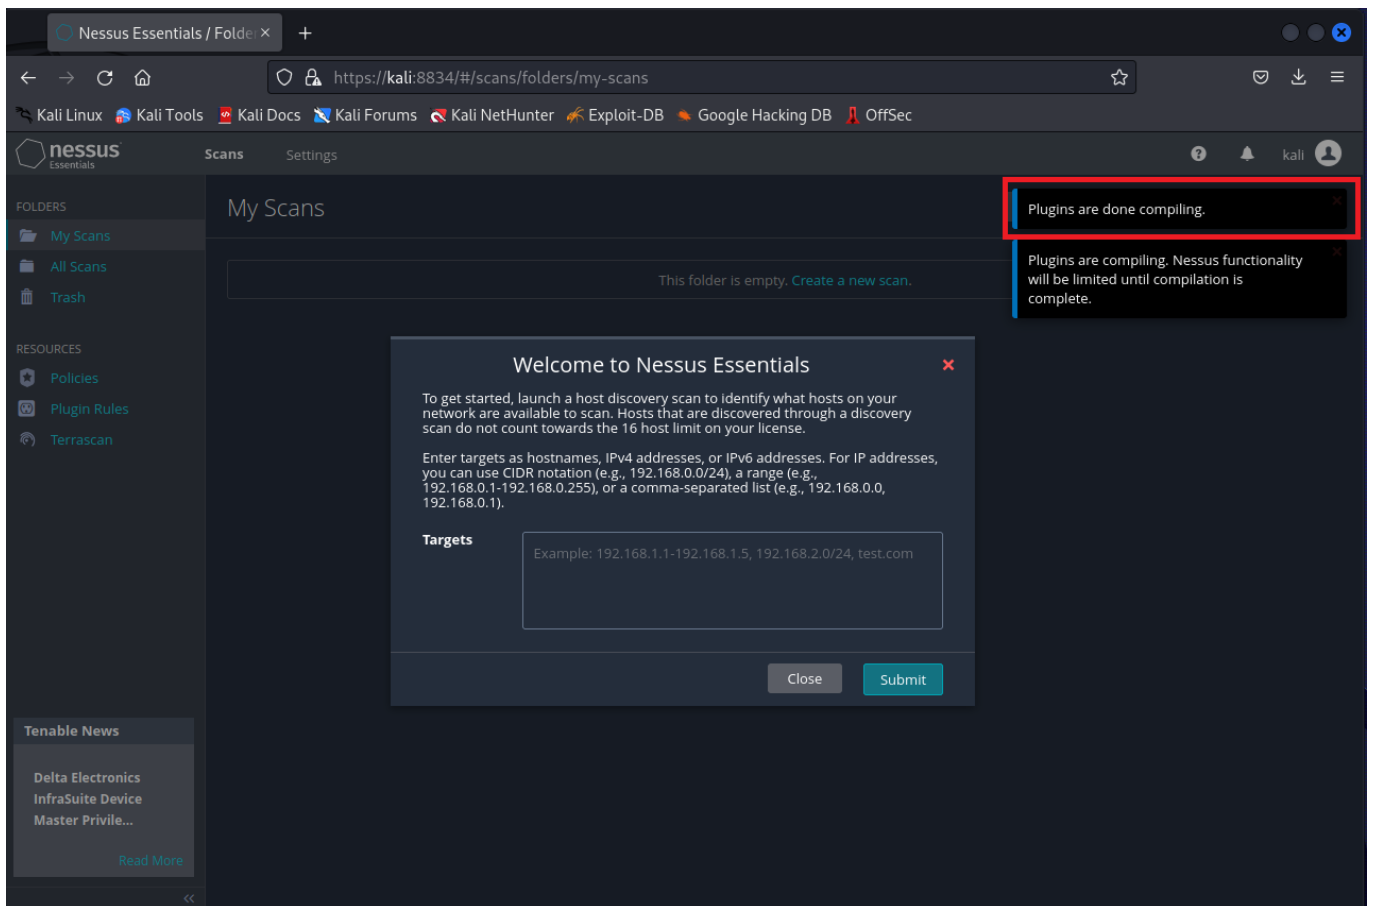 Nessus Essentials / Folde
https://kali:8834/#/scans/folders/my-scans
Kali Linux Kali Tools Kali Docs Kali Forums Kali NetHunter Exploit-DB Google Hacking DB OffSec
nessus
Essentials
Scans Settings
kali
FOLDERS
My Scans
All Scans
Trash
RESOURCES
Policies
Plugin Rules
Terrascan
Tenable News
Delta Electronics
InfraSuite Device
Master Privile...
Read More
My Scans
This folder is empty. Create a new scan.
Plugins are done compiling.
Plugins are compiling. Nessus functionality
will be limited until compilation is
complete.
Welcome to Nessus Essentials
To get started, launch a host discovery scan to identify what hosts on your
network are available to scan. Hosts that are discovered through a discovery
scan do not count towards the 16 host limit on your license.
Enter targets as hostnames, IPv4 addresses, or IPv6 addresses. For IP addresses,
you can use CIDR notation (e.g., 192.168.0.0/24), a range (e.g.,
192.168.0.1-192.168.0.255), or a comma-separated list (e.g., 192.168.0.0,
192.168.0.1).
Targets
Example: 192.168.1.1-192.168.1.5, 192.168.2.0/24, test.com
Close Submit